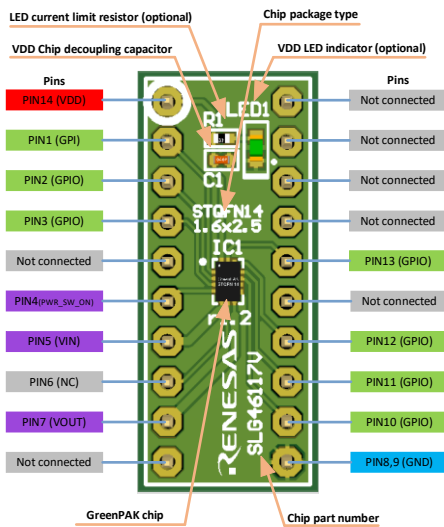 LED current limit resistor (optional)
Chip package type
VDD Chip decoupling capacitor
VDD LED indicator (optional)
Pins
Pins
PIN14 (VDD)
Not connected
PIN1 (GPI)
Not connected
PIN2 (GPIO)
Not connected
PIN3 (GPIO)
Not connected
Not connected
PIN13 (GPIO)
PIN4(PWR_SW_ON)
Not connected
PIN5 (VIN)
PIN12 (GPIO)
PIN6 (NC)
PIN11 (GPIO)
PIN7 (VOUT)
PIN10 (GPIO)
Not connected
PIN8,9 (GND)
LED1
R1
C1
STQFN14
1.6x2.5
IC1
RENESAS
SLG46117V
GreenPAK chip
Chip part number